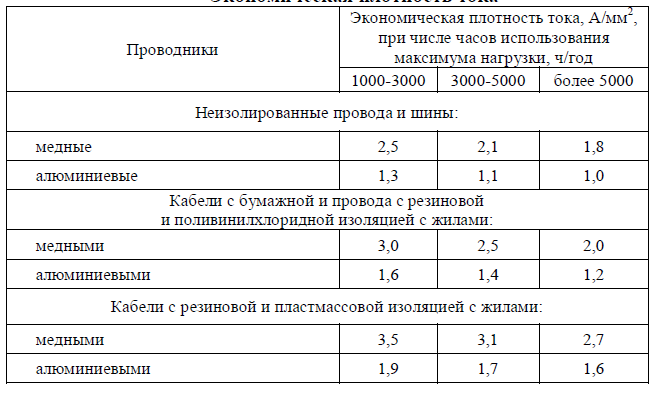 Экономическая плотность тока
Проводники
Экономическая плотность тока, А/мм²,
при числе часов использования
максимума нагрузки, ч/год
1000-3000 3000-5000 более 5000
Неизолированные провода и шины:
медные 2,5 2,1 1,8
алюминиевые 1,3 1,1 1,0
Кабели с бумажной и провода с резиновой
и поливинилхлоридной изоляцией с жилами:
медными 3,0 2,5 2,0
алюминиевыми 1,6 1,4 1,2
Кабели с резиновой и пластмассовой изоляцией с жилами:
медными 3,5 3,1 2,7
алюминиевыми 1,9 1,7 1,6